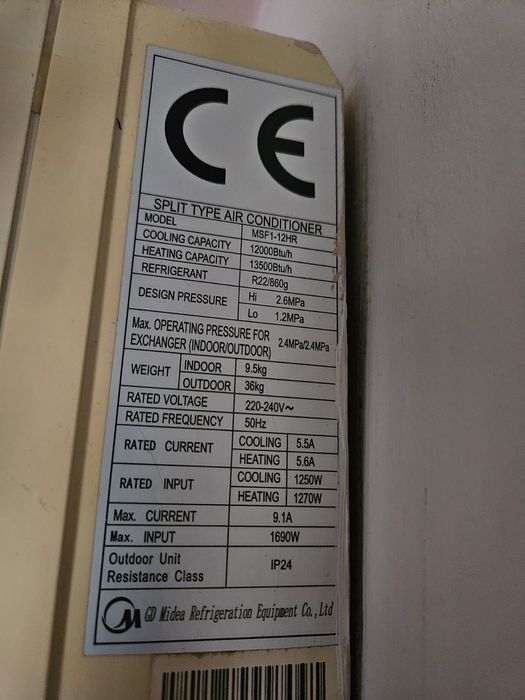 CE
SPLIT TYPE AIR CONDITIONER
MODEL MSF1-12HR
COOLING CAPACITY 12000Btu/h
HEATING CAPACITY 13500Btu/h
REFRIGERANT R22/860g
DESIGN PRESSURE Hi 2.6MPa
Lo 1.2MPa
Max. OPERATING PRESSURE FOR
EXCHANGER (INDOOR/OUTDOOR) 2.4MPa/2.4MPa
WEIGHT INDOOR 9.5kg
OUTDOOR 36kg
RATED VOLTAGE 220-240V~
RATED FREQUENCY 50Hz
RATED CURRENT COOLING 5.5A
HEATING 5.6A
RATED INPUT COOLING 1250W
HEATING 1270W
Max. CURRENT 9.1A
Max. INPUT 1690W
Outdoor Unit
Resistance Class IP24
GD Midea Refrigeration Equipment Co.,Ltd